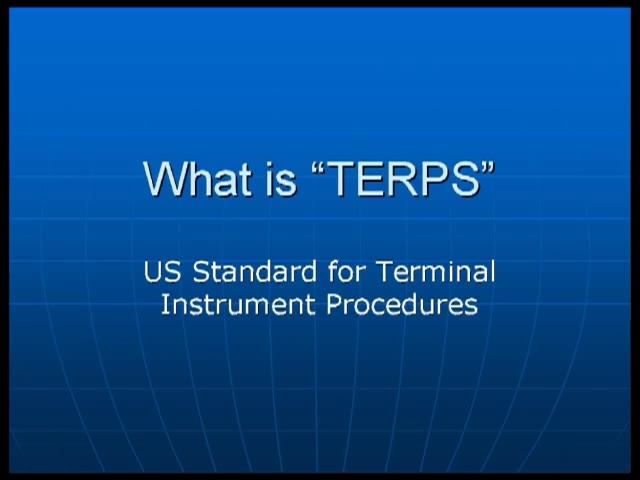 What is “TERPS”
US Standard for Terminal
Instrument Procedures